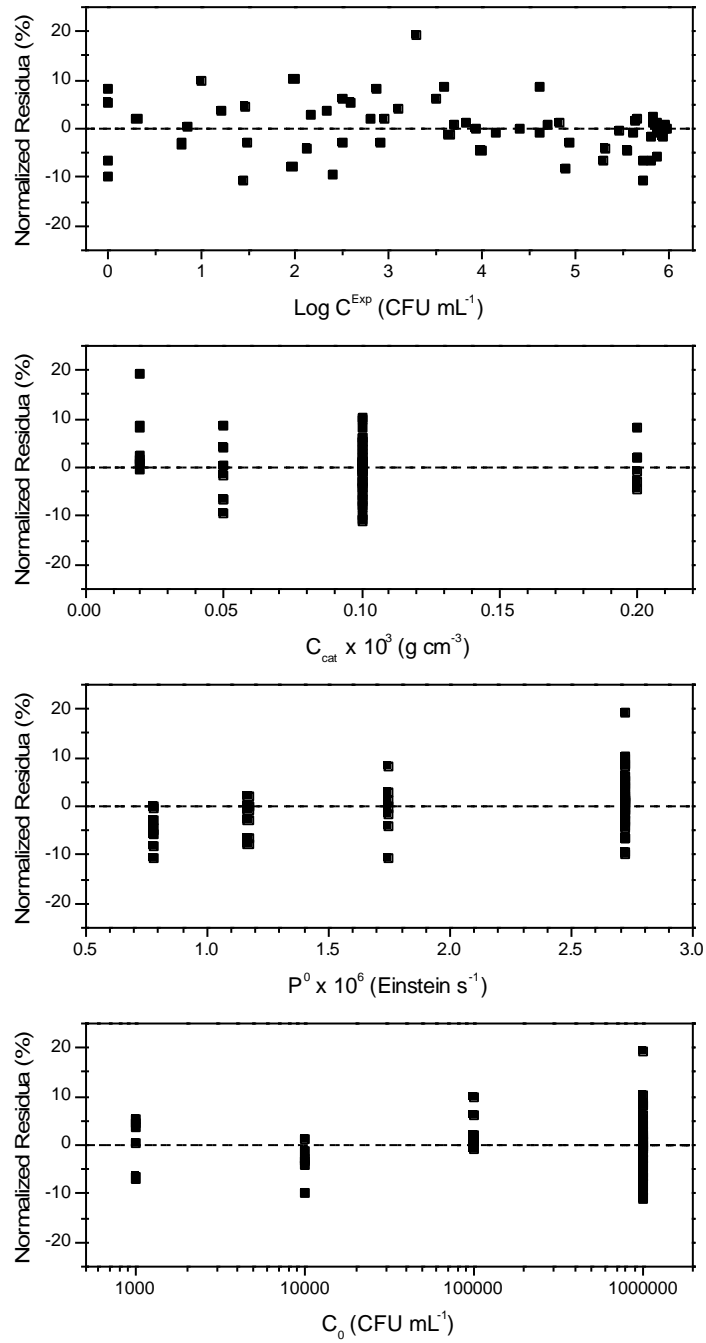 Normalized Residua (%)
20
10
0
-10
-20
0 1 2 3 4 5 6
Log C^Exp (CFU mL^-1)
Normalized Residua (%)
20
10
0
-10
-20
0.00 0.05 0.10 0.15 0.20
C_cat x 10^3 (g cm^-3)
Normalized Residua (%)
20
10
0
-10
-20
0.5 1.0 1.5 2.0 2.5 3.0
P^0 x 10^6 (Einstein s^-1)
Normalized Residua (%)
20
10
0
-10
-20
1000 10000 100000 1000000
C_0 (CFU mL^-1)